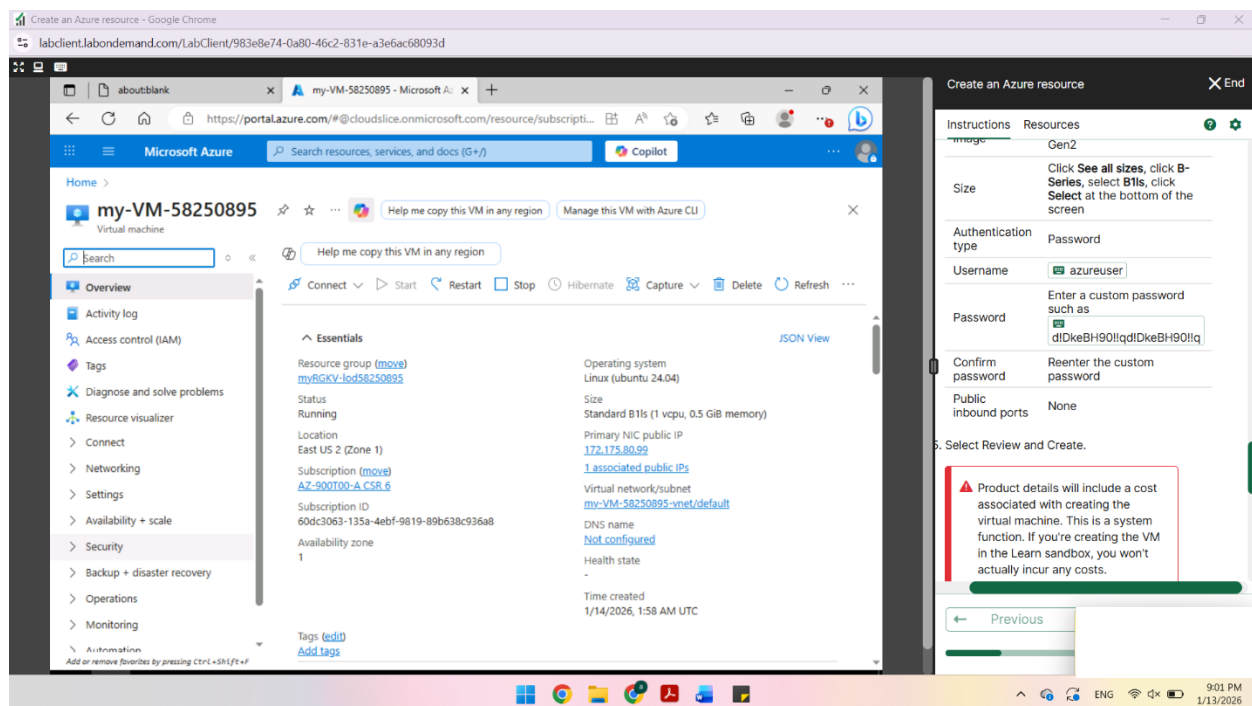 Create an Azure resource - Google Chrome
labclient.labondemand.com/LabClient/983e8e74-0a80-46c2-831e-a3e6ac68093d
about:blank
my-VM-58250895 - Microsoft Az
https://portal.azure.com/#@cloudslice.onmicrosoft.com/resource/subscripti...
Microsoft Azure
Search resources, services, and docs (G+/)
Copilot
Home >
my-VM-58250895
Virtual machine
Help me copy this VM in any region
Manage this VM with Azure CLI
Search
Overview
Activity log
Access control (IAM)
Tags
Diagnose and solve problems
Resource visualizer
Connect
Networking
Settings
Availability + scale
Security
Backup + disaster recovery
Operations
Monitoring
Automation
Add or remove favorites by pressing Ctrl+Shift+F
Help me copy this VM in any region
Connect
Start
Restart
Stop
Hibernate
Capture
Delete
Refresh
Essentials
JSON View
Resource group (move)
myRGKV-lod58250895
Status
Running
Location
East US 2 (Zone 1)
Subscription (move)
AZ-900T00-A CSR 6
Subscription ID
60dc3063-135a-4ebf-9819-89b638c936a8
Availability zone
1
Operating system
Linux (ubuntu 24.04)
Size
Standard B1ls (1 vcpu, 0.5 GiB memory)
Primary NIC public IP
172.175.80.99
1 associated public IPs
Virtual network/subnet
my-VM-58250895-vnet/default
DNS name
Not configured
Health state
-
Time created
1/14/2026, 1:58 AM UTC
Tags (edit)
Add tags
Create an Azure resource
End
Instructions
Resources
Image
Gen2
Size
Click See all sizes, click B-
Series, select B1ls, click
Select at the bottom of the
screen
Authentication
type
Password
Username
azureuser
Password
Enter a custom password
such as
d!DkeBH90!!qd!DkeBH90!!q
Confirm
password
Reenter the custom
password
Public
inbound ports
None
5. Select Review and Create.
Product details will include a cost
associated with creating the
virtual machine. This is a system
function. If you're creating the VM
in the Learn sandbox, you won't
actually incur any costs.
Previous
ENG
9:01 PM
1/13/2026